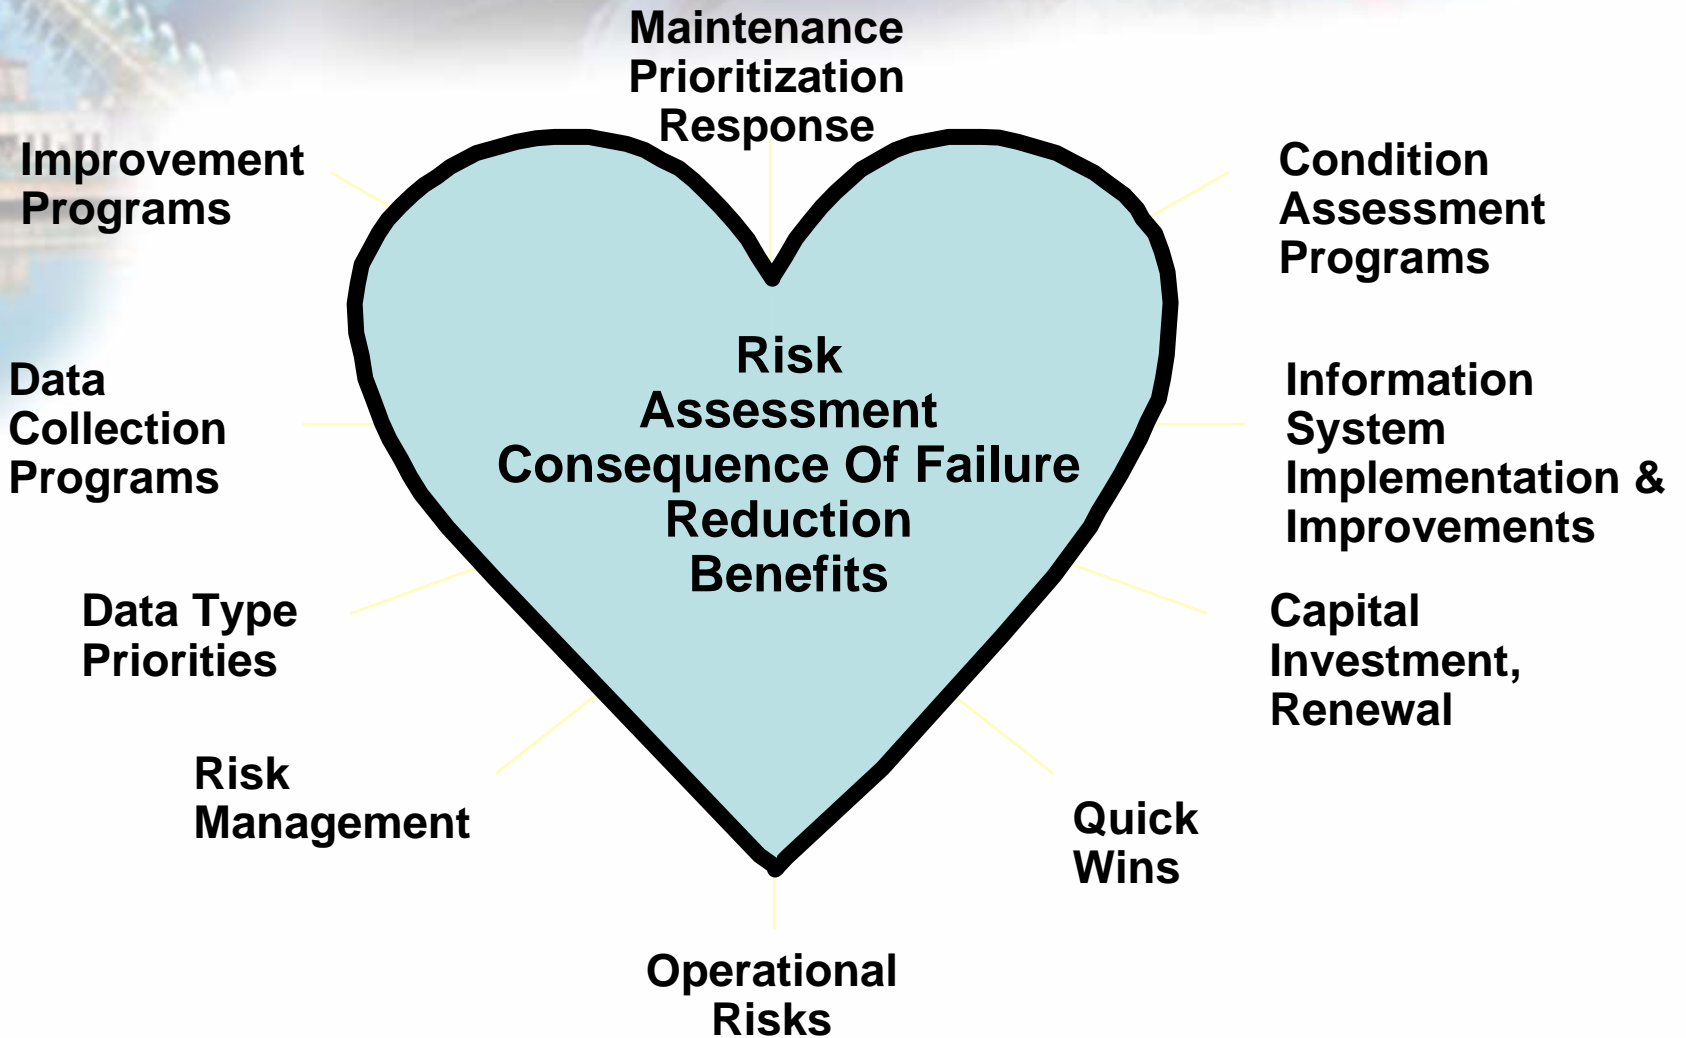 Maintenance
Prioritization
Response
Improvement
Programs
Condition
Assessment
Programs
Risk
Assessment
Consequence Of Failure
Reduction
Benefits
Data
Collection
Programs
Information
System
Implementation &
Improvements
Data Type
Priorities
Capital
Investment,
Renewal
Risk
Management
Quick
Wins
Operational
Risks